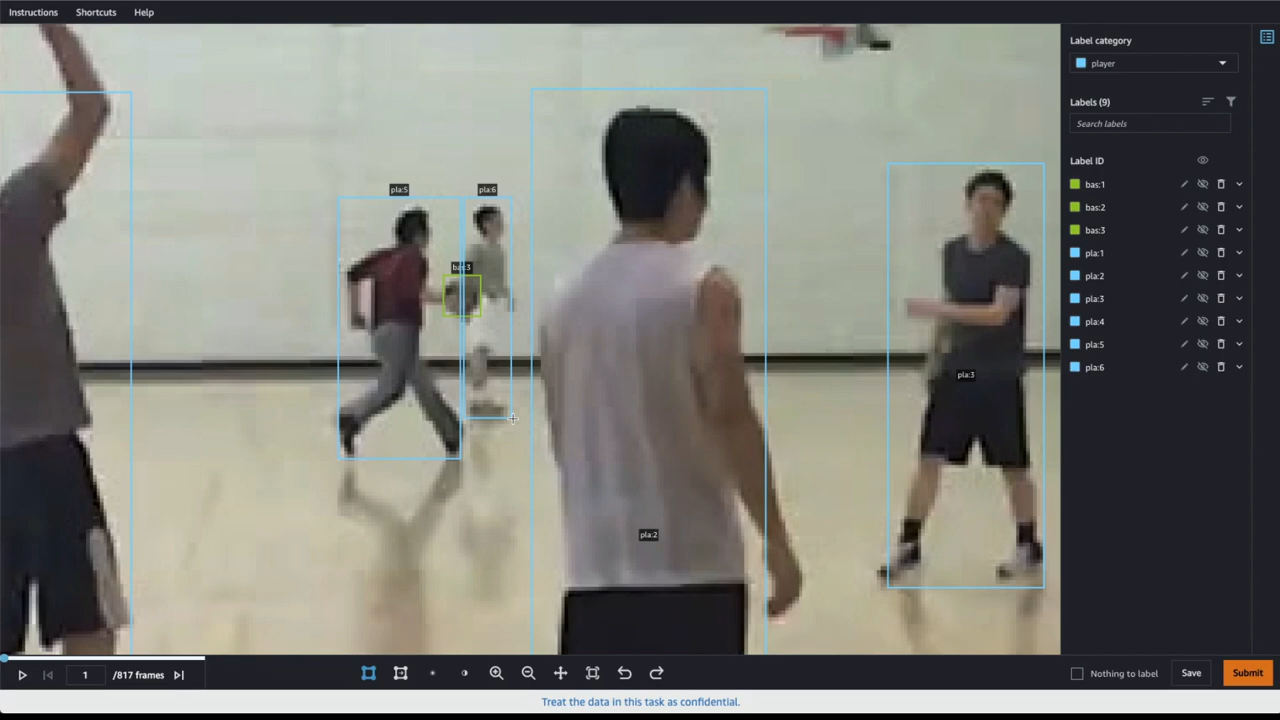 Instructions Shortcuts Help
Label category
player
Labels (9)
Search labels
Label ID
bas:1
bas:2
bas:3
pla:1
pla:2
pla:3
pla:4
pla:5
pla:6
pla:5 pla:6
bas:3
pla:3
pla:2
1 /817 frames
Nothing to label Save Submit
Treat the data in this task as confidential.